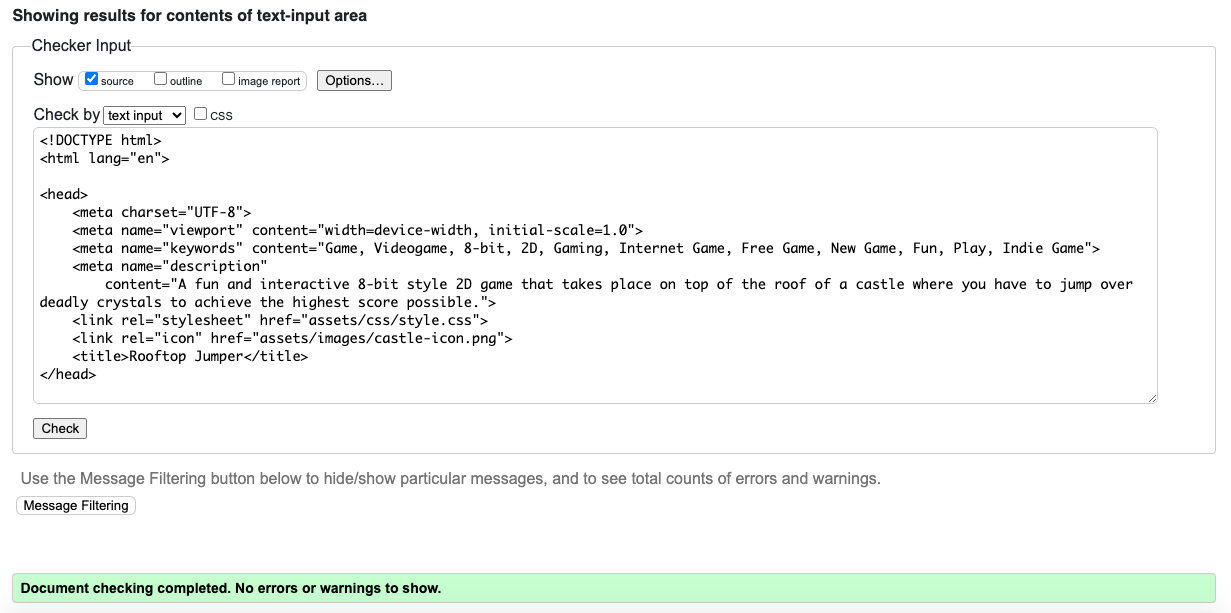 Showing results for contents of text-input area
Checker Input
Show source outline image report Options...
Check by text input css
<!DOCTYPE html>
<html lang="en">
<head>
<meta charset="UTF-8">
<meta name="viewport" content="width=device-width, initial-scale=1.0">
<meta name="keywords" content="Game, Videogame, 8-bit, 2D, Gaming, Internet Game, Free Game, New Game, Fun, Play, Indie Game">
<meta name="description"
content="A fun and interactive 8-bit style 2D game that takes place on top of the roof of a castle where you have to jump over
deadly crystals to achieve the highest score possible.">
<link rel="stylesheet" href="assets/css/style.css">
<link rel="icon" href="assets/images/castle-icon.png">
<title>Rooftop Jumper</title>
</head>
Check
Use the Message Filtering button below to hide/show particular messages, and to see total counts of errors and warnings.
Message Filtering
Document checking completed. No errors or warnings to show.